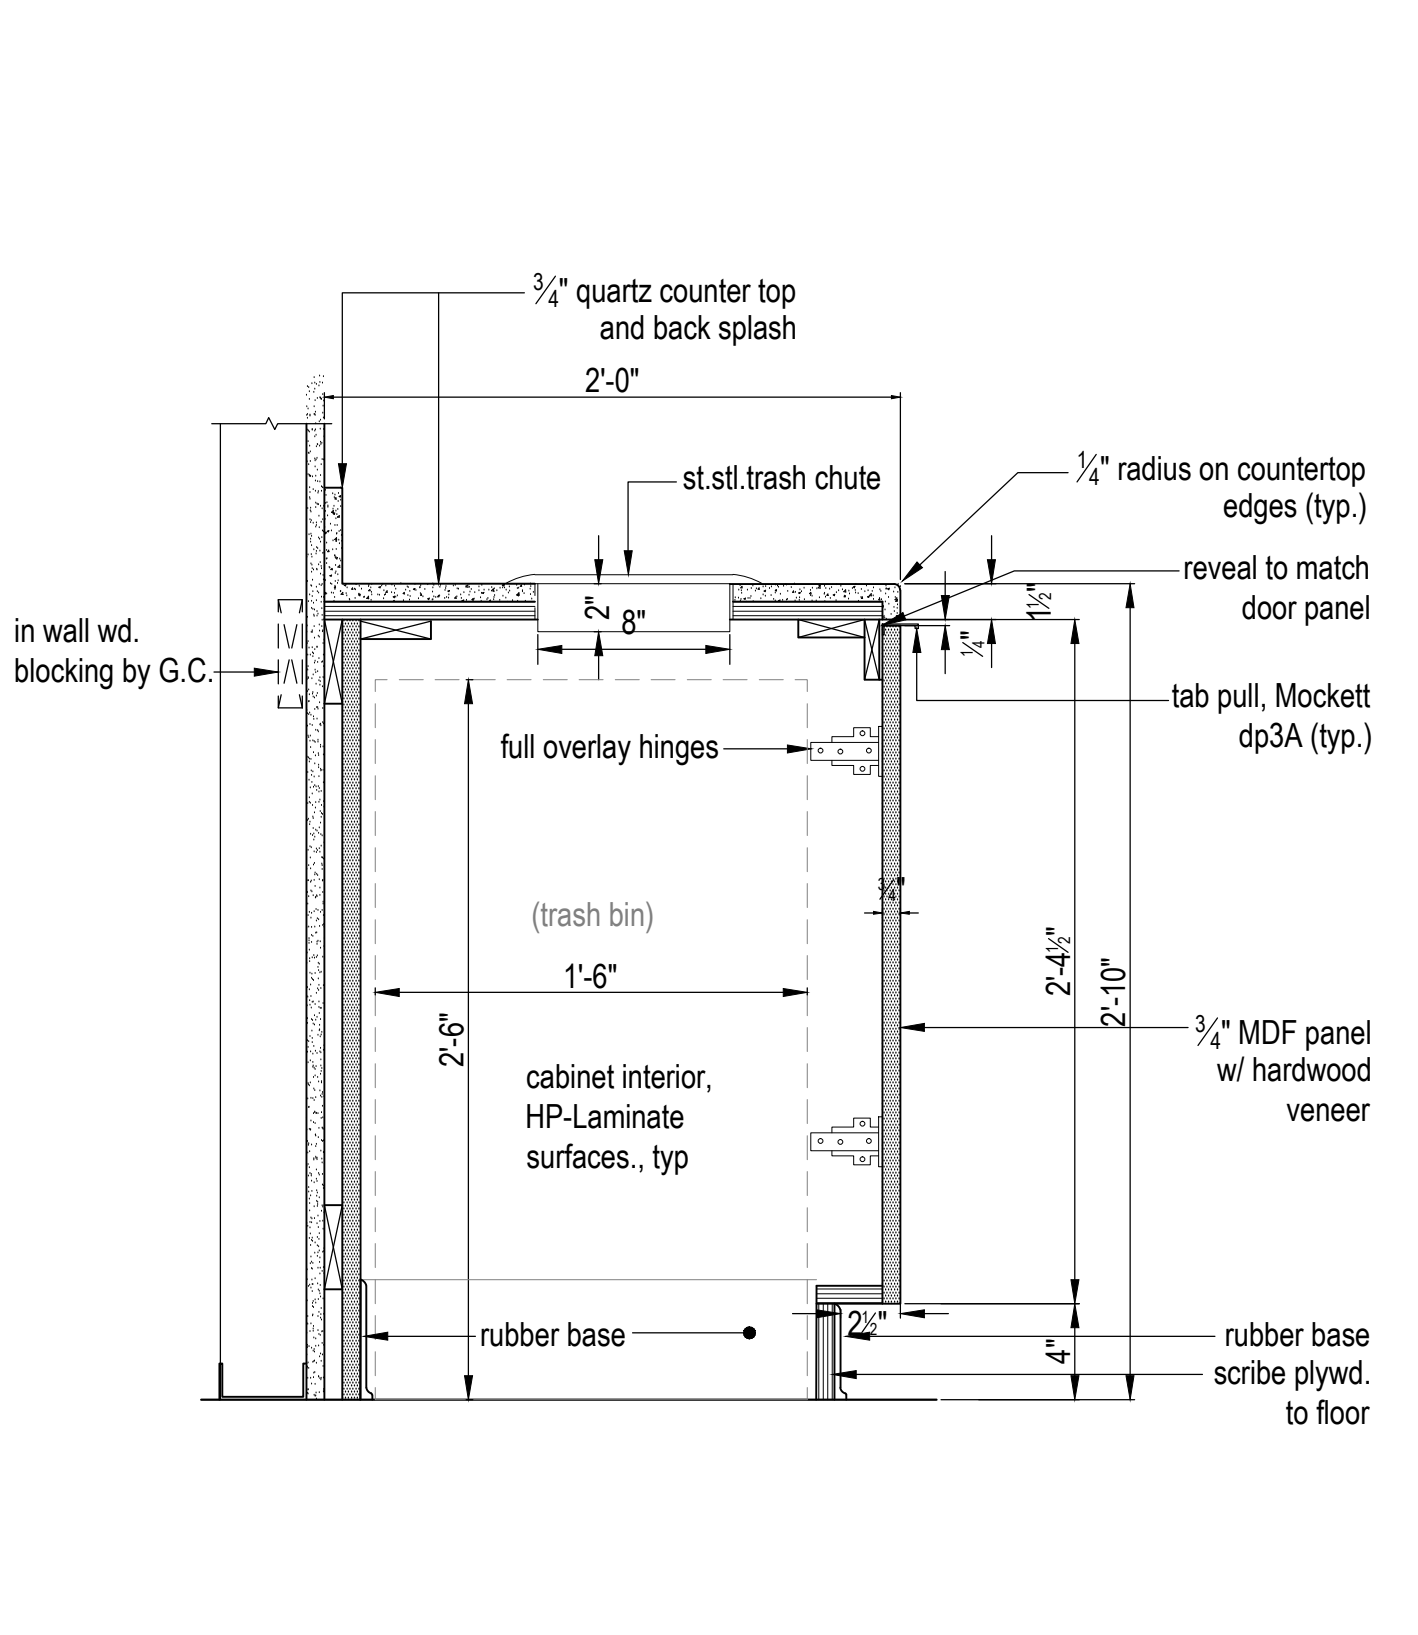 ¾" quartz counter top
and back splash
2'-0"
¼" radius on countertop
edges (typ.)
st.stl.trash chute
reveal to match
door panel
1½"
2"
8"
¼"
in wall wd.
blocking by G.C.
tab pull, Mockett
dp3A (typ.)
full overlay hinges
¾"
(trash bin)
1'-6"
2'-6"
2'-4½"
2'-10"
¾" MDF panel
w/ hardwood
veneer
cabinet interior,
HP-Laminate
surfaces., typ
2½"
4"
rubber base
rubber base
scribe plywd.
to floor